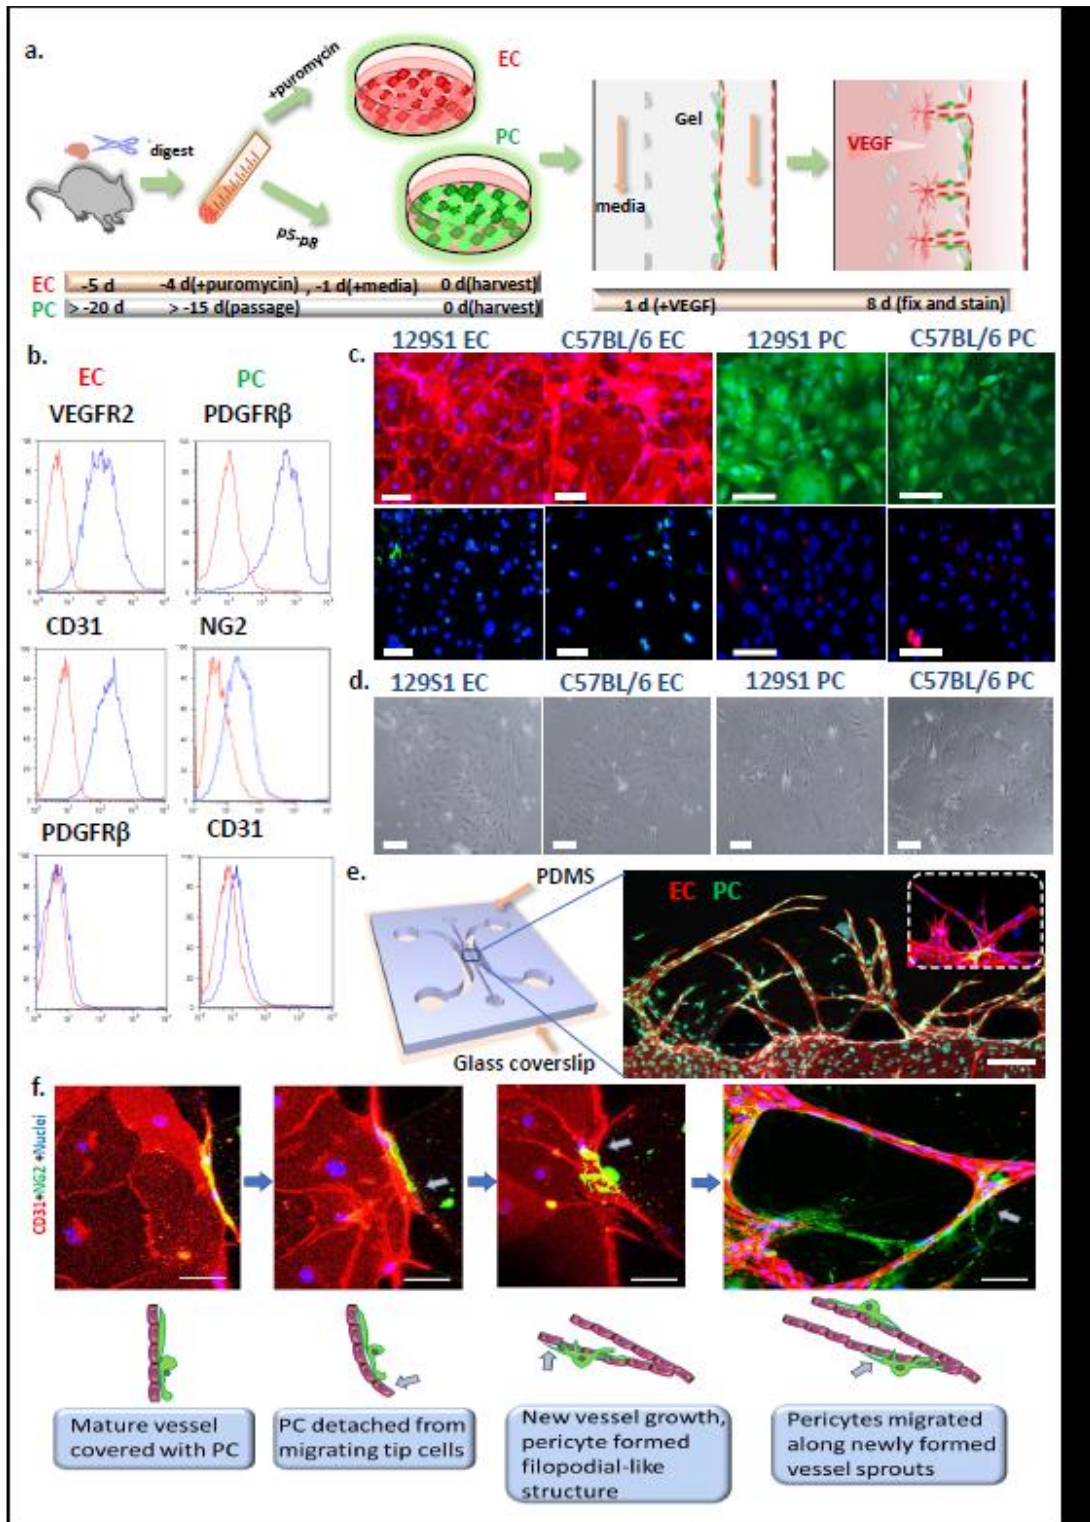 a.
+puromycin
EC
PC
digest
p5-p8
Gel
media
VEGF
EC -5 d -4 d(+puromycin) , -1 d(+media) 0 d(harvest)
PC > -20 d > -15 d(passage) 0 d(harvest)
1 d (+VEGF) 8 d (fix and stain)
b.
EC PC
VEGFR2 PDGFRβ
CD31 NG2
PDGFRβ CD31
c.
129S1 EC C57BL/6 EC 129S1 PC C57BL/6 PC
d.
129S1 EC C57BL/6 EC 129S1 PC C57BL/6 PC
e.
PDMS
Glass coverslip
EC PC
f.
CD31+NG2 +Nuclei
Mature vessel
covered with PC
PC detached from
migrating tip cells
New vessel growth,
pericyte formed
filopodial-like
structure
Pericytes migrated
along newly formed
vessel sprouts